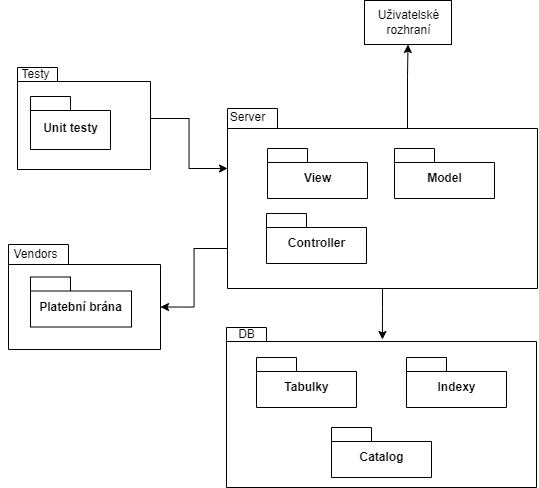 Uživatelské
rozhraní
Testy
Unit testy
Server
View
Model
Controller
Vendors
Platební brána
DB
Tabulky
Indexy
Catalog